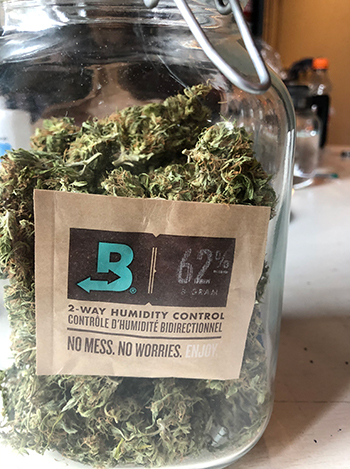 B ®
62%
8 GRAM
2-WAY HUMIDITY CONTROL
CONTRÔLE D'HUMIDITÉ BIDIRECTIONNEL
NO MESS. NO WORRIES. ENJOY.